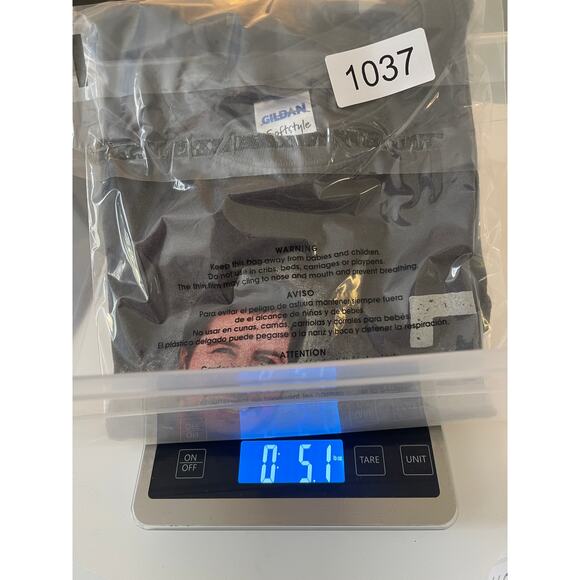 1037
GILDAN
Softstyle
WARNING
Keep this bag away from babies and children.
Do not use in cribs, beds, carriages or playpens.
The thin film may cling to nose and mouth and prevent breathing.
AVISO
Para evitar el peligro de asfixia mantener siempre fuera
de el alcance de niños y de bebés
No usar en cunas, camas, carriolas y corrales para bebés
El plástico delgado puede pegarse a la nariz y boca y detener la respiración.
ATTENTION
ON
OFF
0 5.1
TARE
UNIT